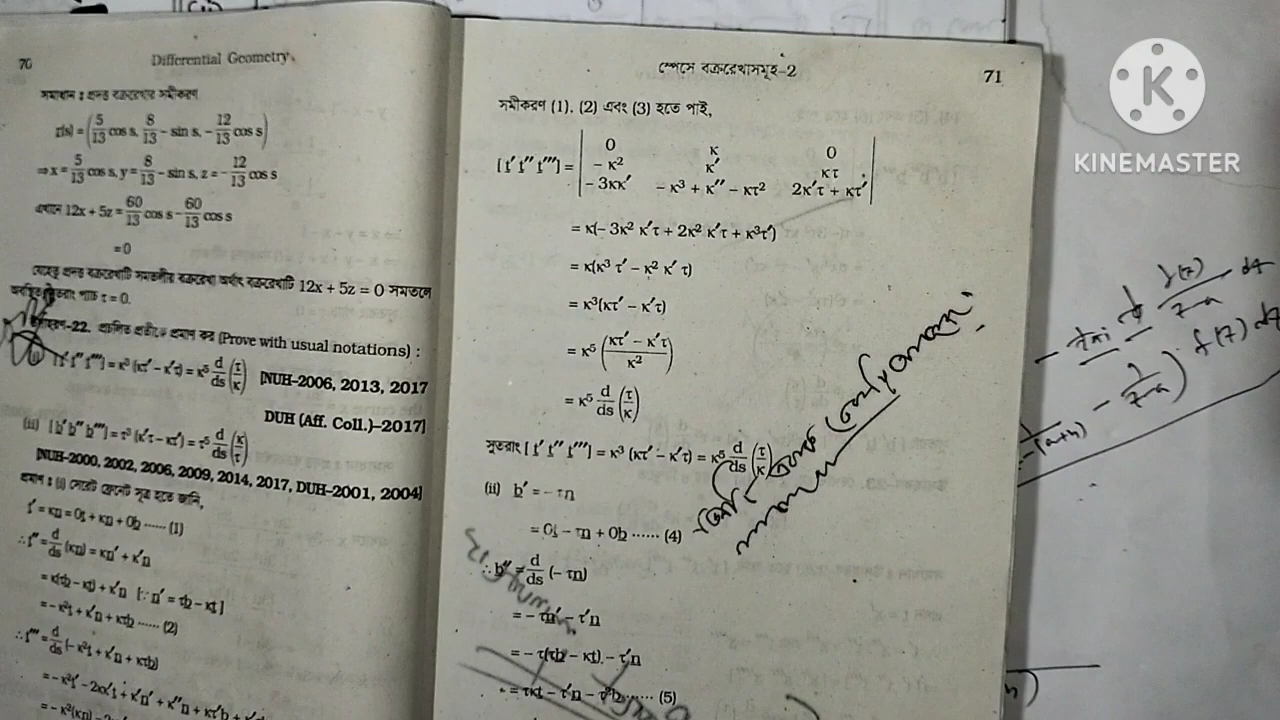 70
Differential Geometry
সমাধান : প্রদত্ত বক্ররেখার সমীকরণ
r(s) = (5/13 cos s, 8/13 - sin s, - 12/13 cos s)
⇒ x = 5/13 cos s, y = 8/13 - sin s, z = - 12/13 cos s
এখানে 12x + 5z = 60/13 cos s - 60/13 cos s
= 0
যেহেতু প্রদত্ত বক্ররেখাটি সমতলীয় বক্ররেখা অর্থাৎ বক্ররেখাটি 12x + 5z = 0 সমতলে
τ = 0.
-22. প্রচলিত প্রতীকে প্রমাণ কর (Prove with usual notations) :
[t′ t″ t‴] = κ³ (κτ′ − κ′τ) = κ⁵ d/ds (τ/κ) [NUH–2006, 2013, 2017
DUH (Aff. Coll.)–2017]
(ii) [b′ b″ b‴] = τ³ (κ′τ − κτ′) = τ⁵ d/ds (κ/τ)
[NUH–2000, 2002, 2006, 2009, 2014, 2017, DUH–2001, 2004]
প্রমাণ : (i) সেরেট ফ্রেনেট সূত্র হতে জানি,
t′ = κn = 0t + κn + 0b ...... (1)
∴ t″ = d/ds (κn) = κn′ + κ′n
= κ(τb − κt) + κ′n [∵ n′ = τb − κt]
= −κ²t + κ′n + κτb ...... (2)
∴ t‴ = d/ds (−κ²t + κ′n + κτb)
= −κ²t′ − 2κκ′t + κ′n′ + κ″n + κτ′b
= −κ²(κn)
স্পেসে বক্ররেখাসমূহ-2
71
সমীকরণ (1), (2) এবং (3) হতে পাই,
[t′ t″ t‴] = | 0 κ 0
− κ² κ′ κτ
− 3κκ′ − κ³ + κ″ − κτ² 2κ′τ + κτ′ |
= κ(− 3κ² κ′τ + 2κ² κ′τ + κ³τ′)
= κ(κ³ τ′ − κ² κ′ τ)
= κ³(κτ′ − κ′τ)
= κ⁵ (κτ′ − κ′τ / κ²)
= κ⁵ d/ds (τ/κ)
সুতরাং [t′ t″ t‴] = κ³ (κτ′ − κ′τ) = κ⁵ d/ds (τ/κ)
(ii) b′ = − τn
= 0t − τn + 0b ...... (4)
∴ b″ = d/ds (− τn)
= − τn′ − τ′n
= − τ(τb − κt) − τ′n
= τκt − τ′n − τ²b ...... (5)
K
KINEMASTER